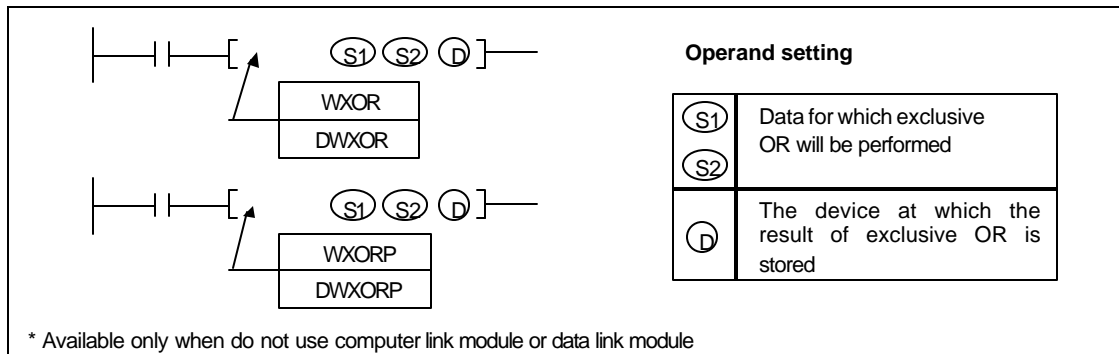 S1 S2 D
WXOR
DWXOR
S1 S2 D
WXORP
DWXORP
Operand setting
S1
S2
Data for which exclusive
OR will be performed
D
The device at which the
result of exclusive OR is
stored
* Available only when do not use computer link module or data link module